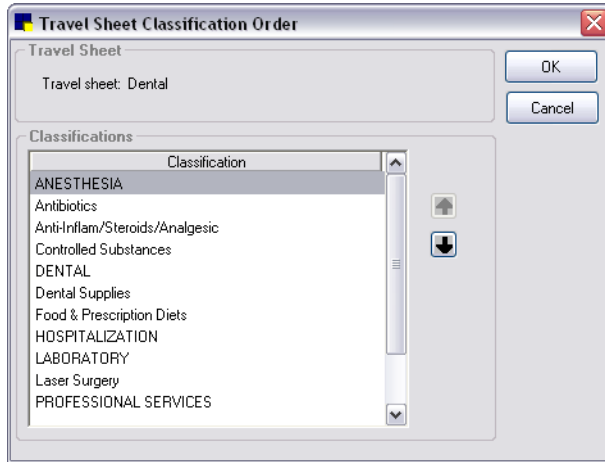 Travel Sheet Classification Order
Travel Sheet
Travel sheet: Dental
OK
Cancel
Classifications
Classification
ANESTHESIA
Antibiotics
Anti-Inflam/Steroids/Analgesic
Controlled Substances
DENTAL
Dental Supplies
Food & Prescription Diets
HOSPITALIZATION
LABORATORY
Laser Surgery
PROFESSIONAL SERVICES